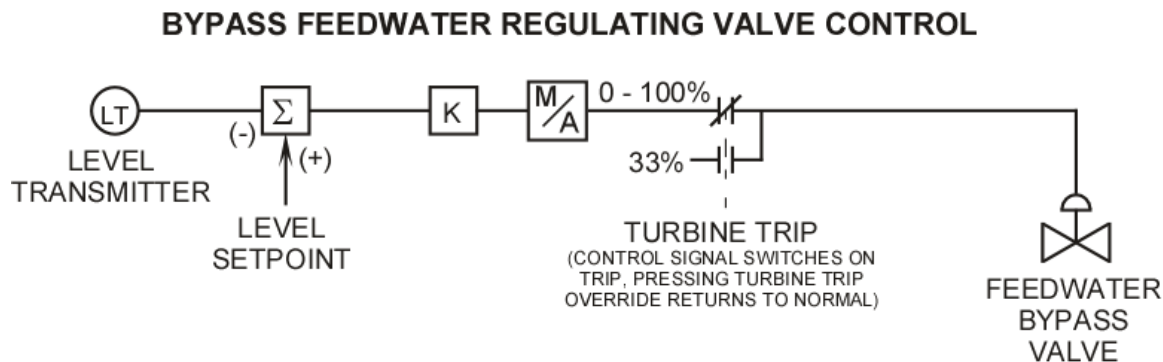 BYPASS FEEDWATER REGULATING VALVE CONTROL
LT
(-)
Σ
(+)
K
M/A
0 - 100%
33%
LEVEL
TRANSMITTER
LEVEL
SETPOINT
TURBINE TRIP
(CONTROL SIGNAL SWITCHES ON
TRIP, PRESSING TURBINE TRIP
OVERRIDE RETURNS TO NORMAL)
FEEDWATER
BYPASS
VALVE